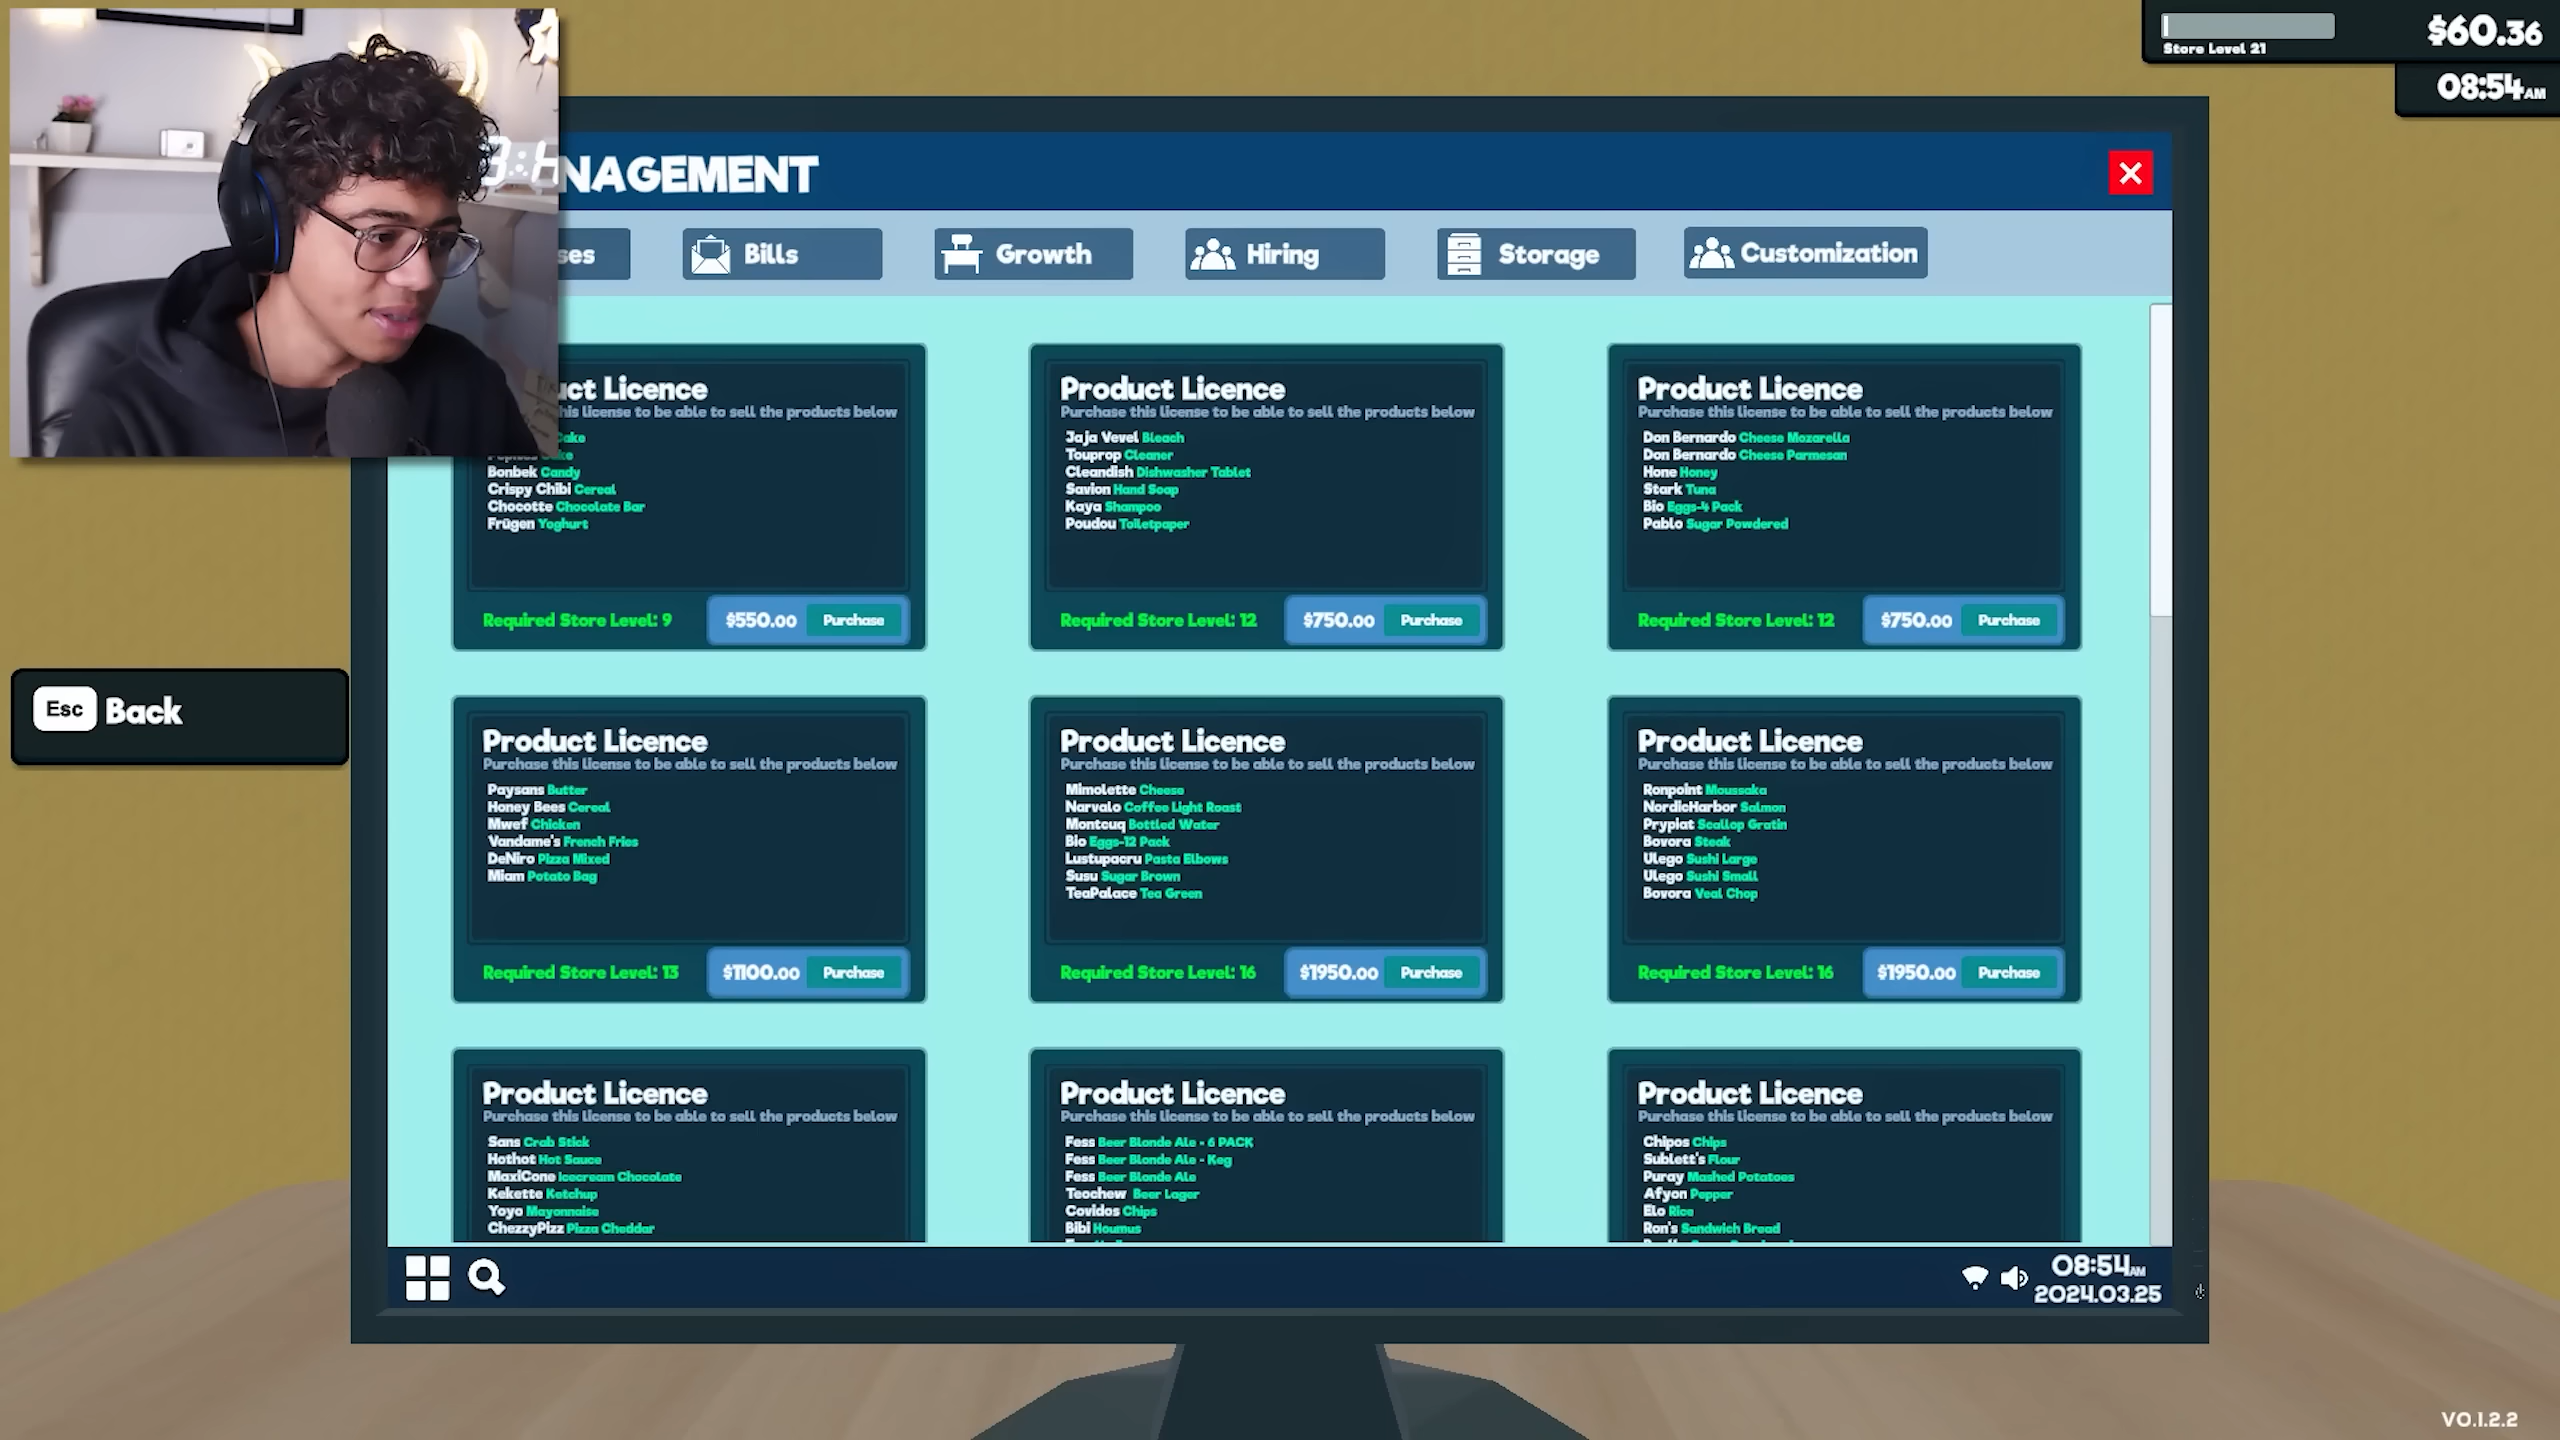 $60.36
Store Level 21
08:54AM
NAGEMENT
ses
Bills
Growth
Hiring
Storage
Customization
ct Licence
his license to be able to sell the products below
Cake
Bonbek Candy
Crispy Chibi Cereal
Chocotte Chocolate Bar
Frügen Yoghurt
Required Store Level: 9
$550.00
Purchase
Product Licence
Purchase this license to be able to sell the products below
Jaja Vevel Bleach
Touprop Cleaner
Cleandish Dishwasher Tablet
Savion Hand Soap
Kaya Shampoo
Poudou Toiletpaper
Required Store Level: 12
$750.00
Purchase
Product Licence
Purchase this license to be able to sell the products below
Don Bernardo Cheese Mozarella
Don Bernardo Cheese Parmesan
Hone Honey
Stark Tuna
Bio Eggs-4 Pack
Pablo Sugar Powdered
Required Store Level: 12
$750.00
Purchase
Esc Back
Product Licence
Purchase this license to be able to sell the products below
Paysans Butter
Honey Bees Cereal
Mwef Chicken
Vandame's French Fries
DeNiro Pizza Mixed
Miam Potato Bag
Required Store Level: 13
$1100.00
Purchase
Product Licence
Purchase this license to be able to sell the products below
Mimolette Cheese
Narvalo Coffee Light Roast
Montcuq Bottled Water
Bio Eggs-12 Pack
Lustupacru Pasta Elbows
Susu Sugar Brown
TeaPalace Tea Green
Required Store Level: 16
$1950.00
Purchase
Product Licence
Purchase this license to be able to sell the products below
Ronpoint Moussaka
NordicHarbor Salmon
Prypiat Scallop Gratin
Bovora Steak
Ulego Sushi Large
Ulego Sushi Small
Bovora Veal Chop
Required Store Level: 16
$1950.00
Purchase
Product Licence
Purchase this license to be able to sell the products below
Sans Crab Stick
Hothot Hot Sauce
MaxiCone Icecream Chocolate
Kekette Ketchup
Yoyo Mayonnaise
ChezzyPizz Pizza Cheddar
Product Licence
Purchase this license to be able to sell the products below
Fess Beer Blonde Ale - 6 PACK
Fess Beer Blonde Ale - Keg
Fess Beer Blonde Ale
Teochew Beer Lager
Covidos Chips
Bibi Houmus
Product Licence
Purchase this license to be able to sell the products below
Chipos Chips
Sublett's Flour
Puray Mashed Potatoes
Afyon Pepper
Elo Rice
Ron's Sandwich Bread
08:54AM
2024.03.25
V0.1.2.2